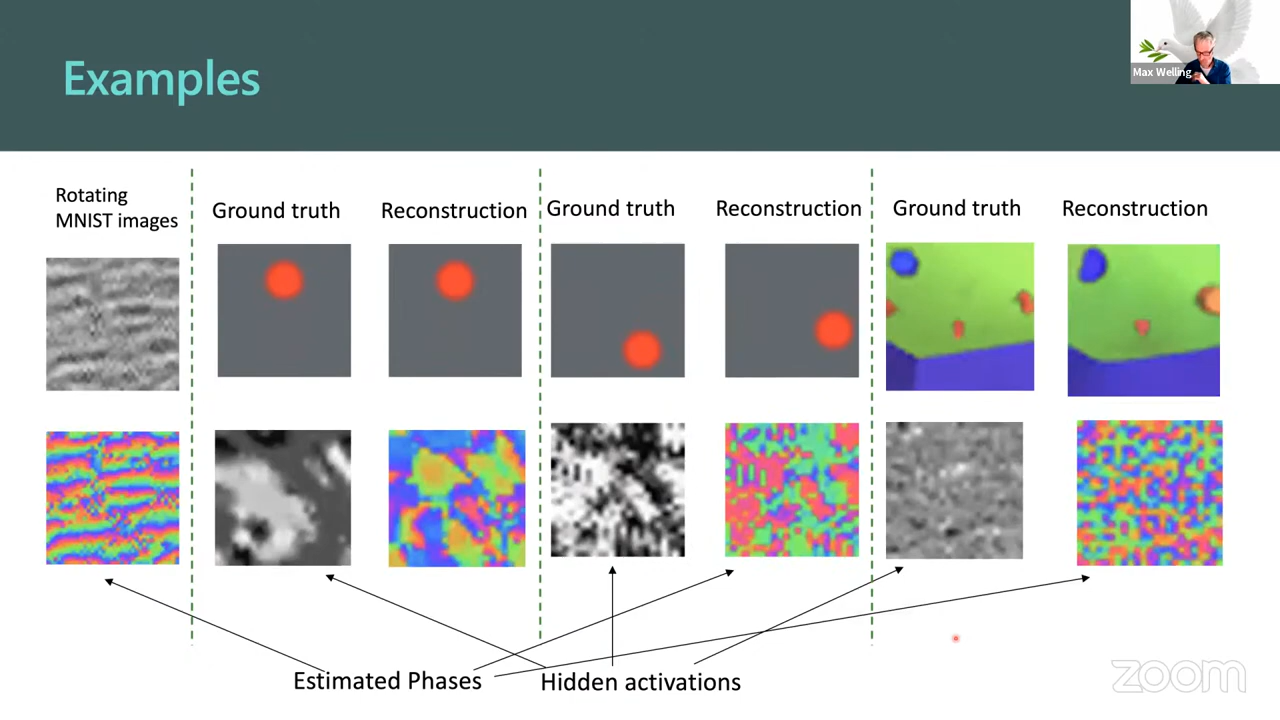 Examples
Max Welling
Rotating
MNIST images
Ground truth
Reconstruction
Ground truth
Reconstruction
Ground truth
Reconstruction
Estimated Phases
Hidden activations
zoom